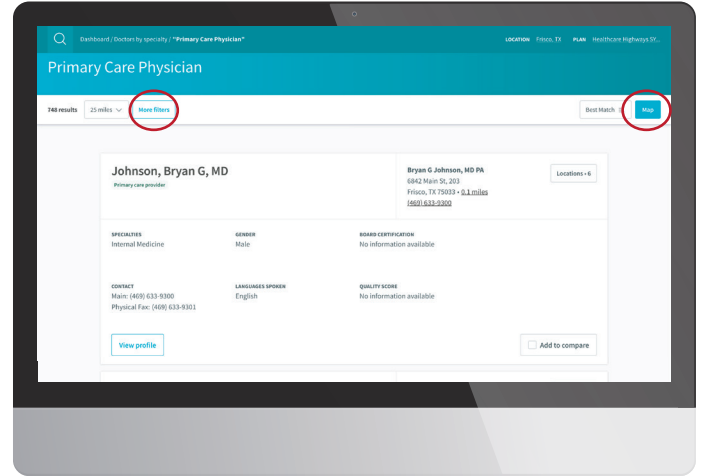 Dashboard / Doctors by specialty / "Primary Care Physician"
LOCATION Frisco, TX PLAN Healthcare Highways SY...
Primary Care Physician
748 results 25 miles More filters Best Match Map
Johnson, Bryan G, MD
Primary care provider
Bryan G Johnson, MD PA
6842 Main St, 203
Frisco, TX 75033 • 0.1 miles
(469) 633-9300
Locations • 6
SPECIALTIES
Internal Medicine
GENDER
Male
BOARD CERTIFICATION
No information available
CONTACT
Main: (469) 633-9300
Physical Fax: (469) 633-9301
LANGUAGES SPOKEN
English
QUALITY SCORE
No information available
View profile
Add to compare